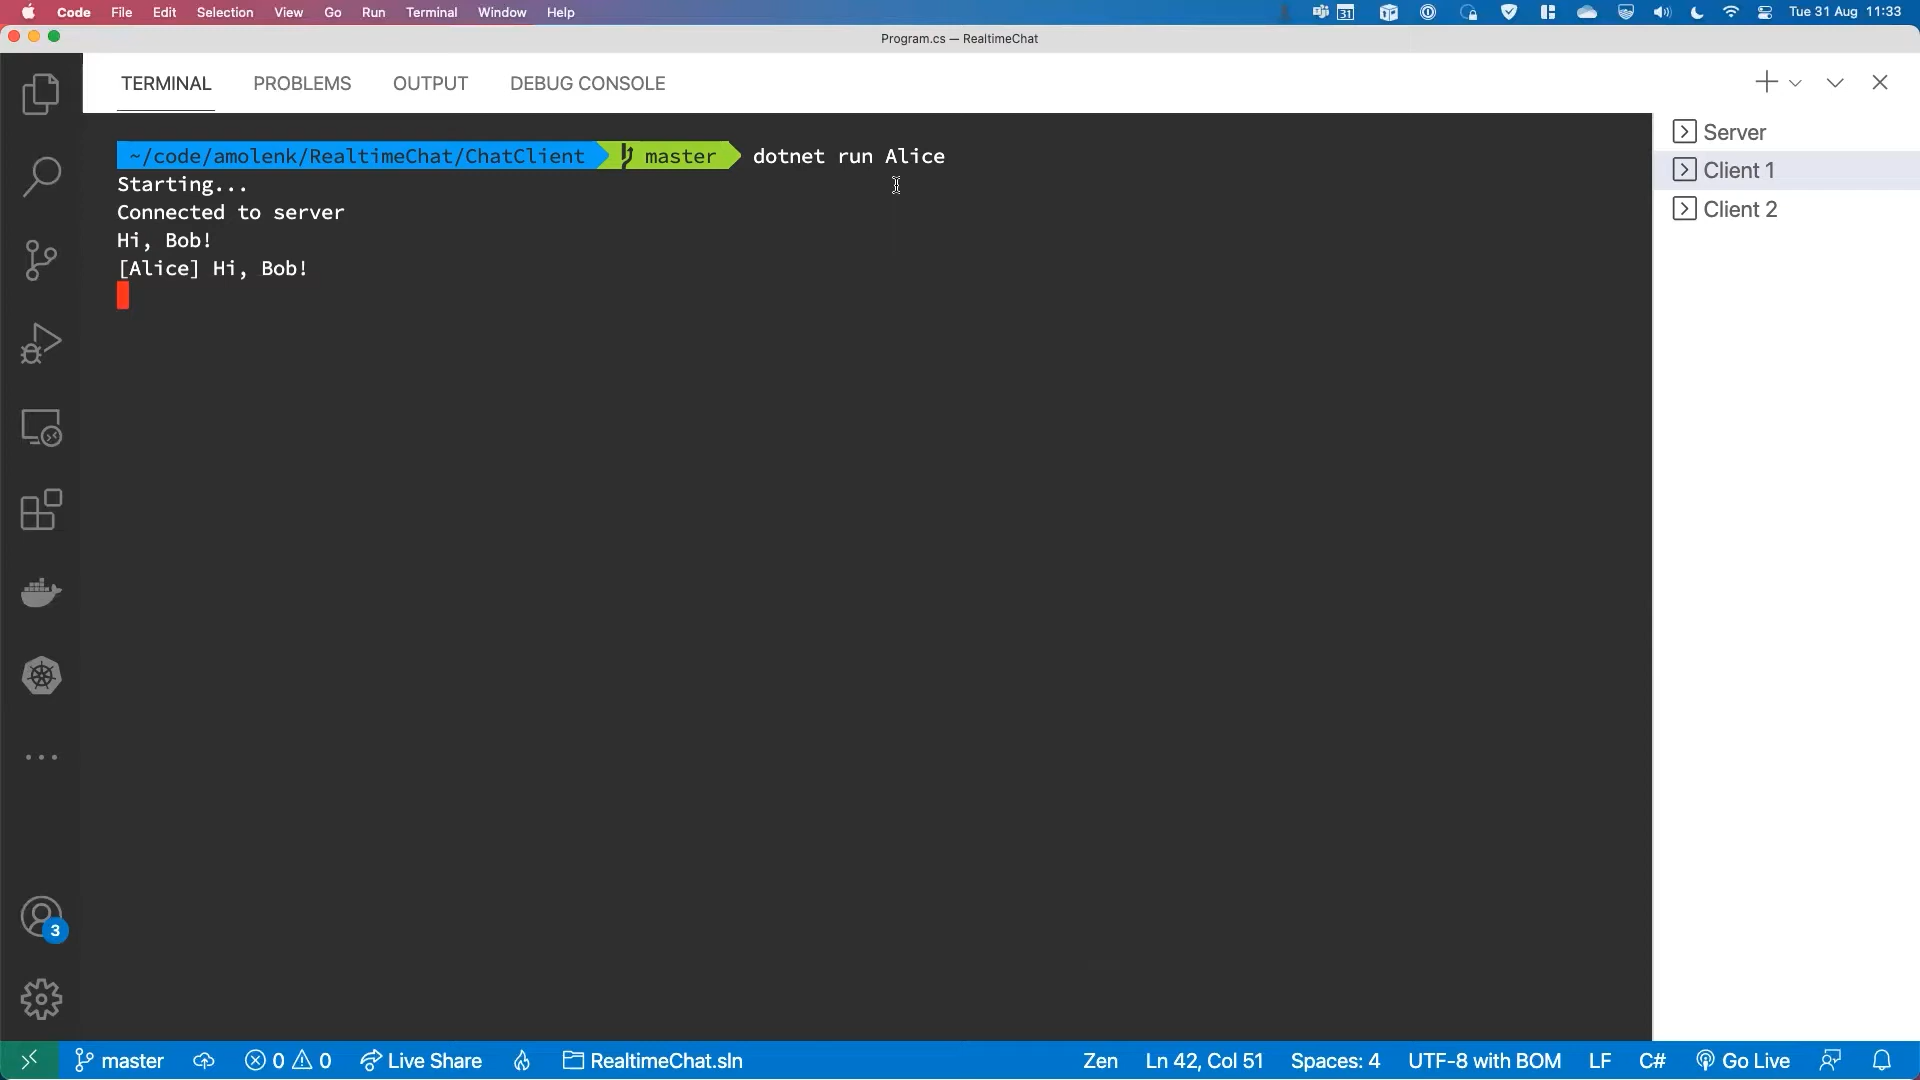 Code File Edit Selection View Go Run Terminal Window Help 31 Tue 31 Aug 11:33
Program.cs — RealtimeChat
TERMINAL PROBLEMS OUTPUT DEBUG CONSOLE
~/code/amolenk/RealtimeChat/ChatClient master dotnet run Alice
Starting...
Connected to server
Hi, Bob!
[Alice] Hi, Bob!
Server
Client 1
Client 2
3
master 0 0 Live Share RealtimeChat.sln Zen Ln 42, Col 51 Spaces: 4 UTF-8 with BOM LF C# Go Live